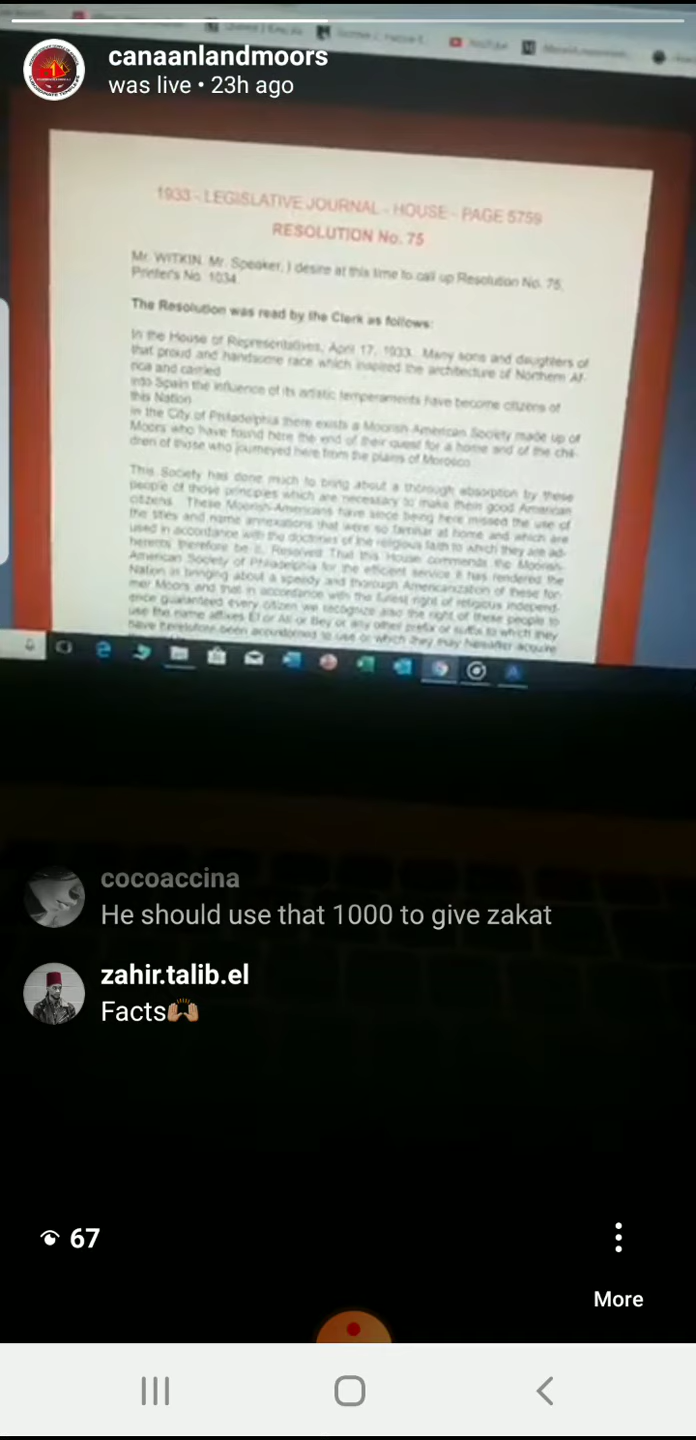 YouTube
canaanlandmoors
was live • 23h ago
1933 - LEGISLATIVE JOURNAL - HOUSE - PAGE 5759
RESOLUTION No. 75
Mr. WITKIN. Mr. Speaker, I desire at this time to call up Resolution No. 75,
Printer's No. 1034
The Resolution was read by the Clerk as follows:
In the House of Representatives, April 17, 1933. Many sons and daughters of
that proud and handsome race which inspired the architecture of Northern Af-
rica and carried
into Spain the influence of its artistic temperaments have become citizens of
this Nation.
In the City of Philadelphia there exists a Moorish-American Society made up of
Moors who have found here the end of their quest for a home and of the chil-
dren of those who journeyed here from the plains of Morocco.
This Society has done much to bring about a thorough absorption by these
people of those principles which are necessary to make them good American
citizens. These Moorish-Americans have since being here missed the use of
the titles and name annexations that were so familiar at home and which are
used in accordance with the doctrines of the religious faith to which they are ad-
herents therefore be it, Resolved That this House commends the Moorish-
American Society of Philadelphia for the efficient service it has rendered the
Nation in bringing about a speedy and thorough Americanization of these for-
mer Moors and that in accordance with the fullest right of religious independ-
ence guaranteed every citizen we recognize also the right of these people to
use the name affixes El or Ali or Bey or any other prefix or suffix to which they
have heretofore been accustomed to use or which they may hereafter acquire
cocoaccina
He should use that 1000 to give zakat
zahir.talib.el
Facts🙌🏽
67
More